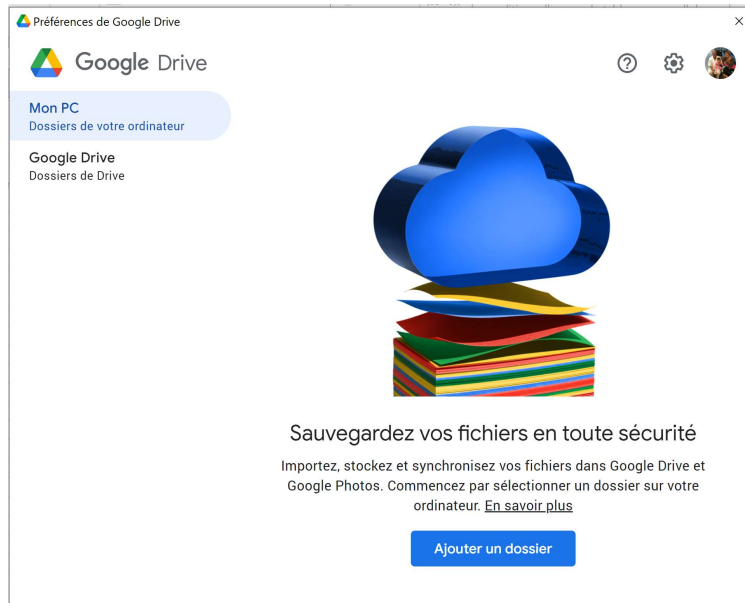 Préférences de Google Drive
Google Drive
Mon PC
Dossiers de votre ordinateur
Google Drive
Dossiers de Drive
Sauvegardez vos fichiers en toute sécurité
Importez, stockez et synchronisez vos fichiers dans Google Drive et
Google Photos. Commencez par sélectionner un dossier sur votre
ordinateur. En savoir plus
Ajouter un dossier